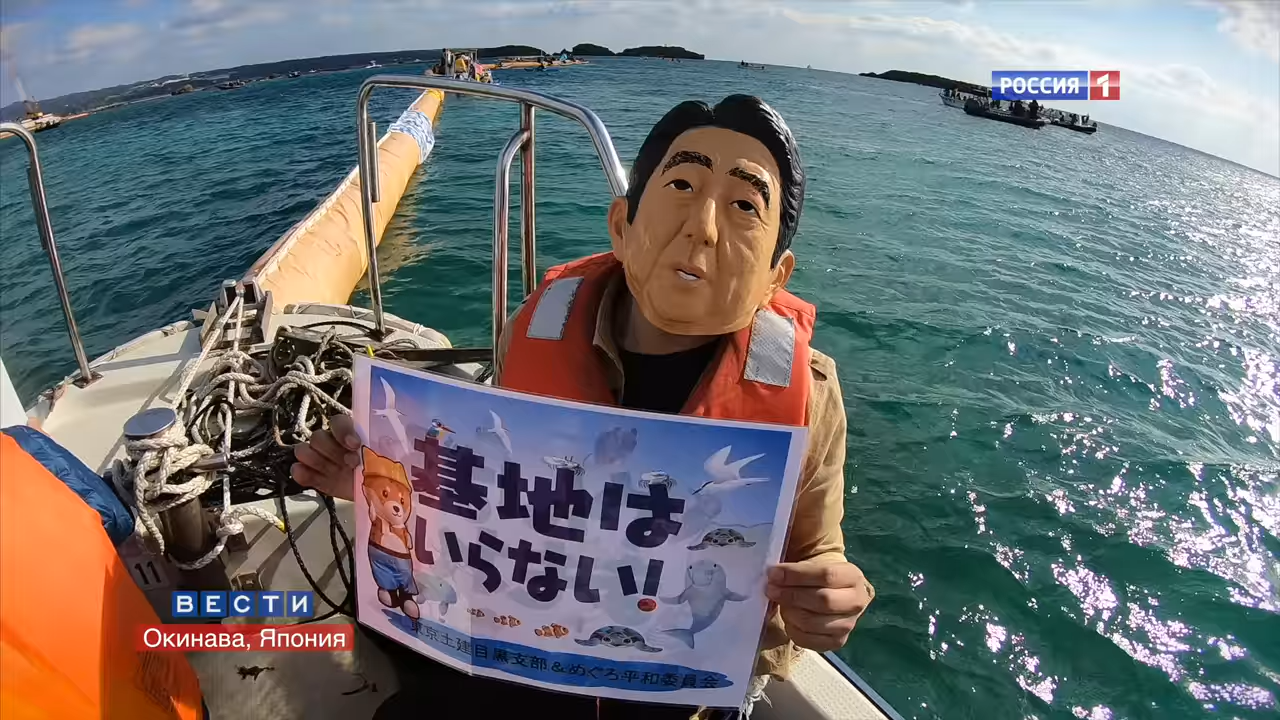 РОССИЯ 1
基地は
いらない!
東京土建目黒支部&めぐろ平和委員会
11
ВЕСТИ
Окинава, Япония